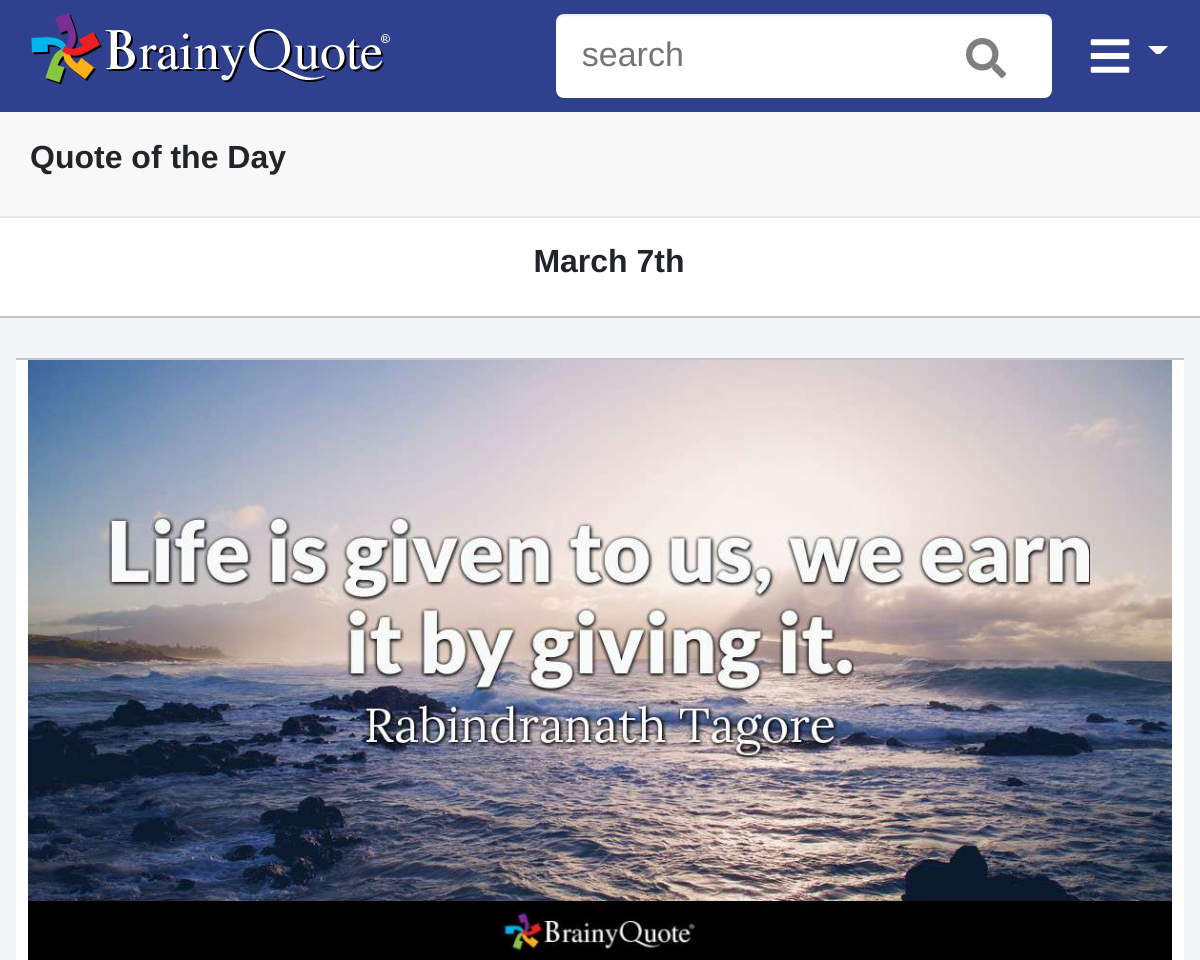 BrainyQuote®
search
Quote of the Day
March 7th
Life is given to us, we earn
it by giving it.
Rabindranath Tagore
BrainyQuote®